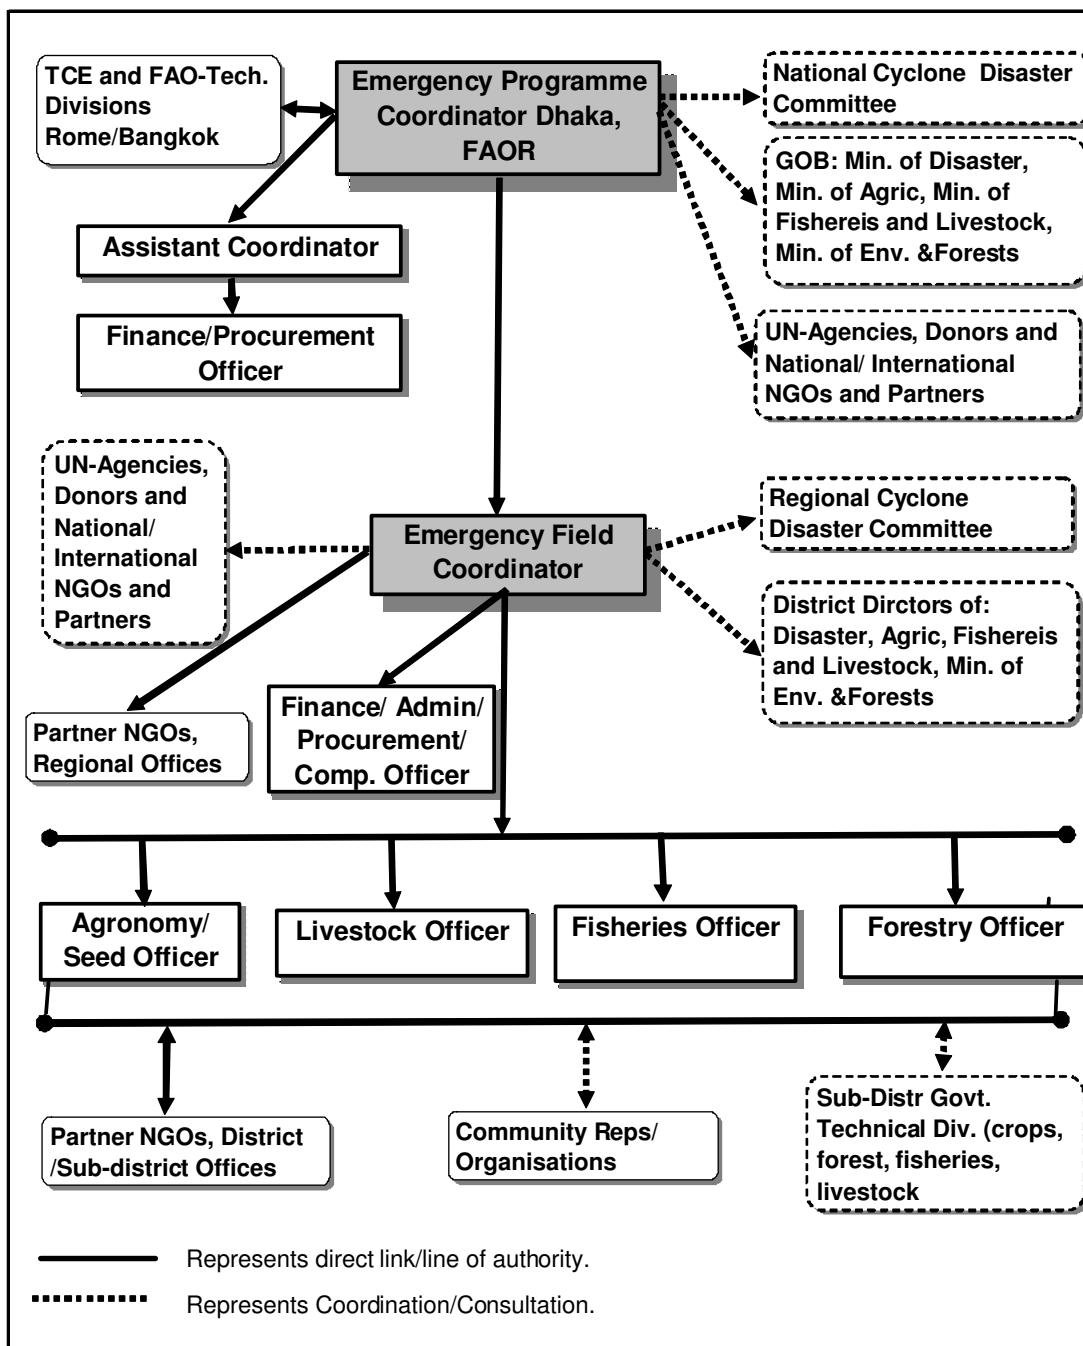 TCE and FAO-Tech.
Divisions
Rome/Bangkok
Emergency Programme
Coordinator Dhaka,
FAOR
National Cyclone Disaster
Committee
GOB: Min. of Disaster,
Min. of Agric, Min. of
Fishereis and Livestock,
Min. of Env. &Forests
Assistant Coordinator
Finance/Procurement
Officer
UN-Agencies, Donors and
National/ International
NGOs and Partners
UN-Agencies,
Donors and
National/
International
NGOs and
Partners
Emergency Field
Coordinator
Regional Cyclone
Disaster Committee
District Dirctors of:
Disaster, Agric, Fishereis
and Livestock, Min. of
Env. &Forests
Partner NGOs,
Regional Offices
Finance/ Admin/
Procurement/
Comp. Officer
Agronomy/
Seed Officer
Livestock Officer
Fisheries Officer
Forestry Officer
Partner NGOs, District
/Sub-district Offices
Community Reps/
Organisations
Sub-Distr Govt.
Technical Div. (crops,
forest, fisheries,
livestock
Represents direct link/line of authority.
Represents Coordination/Consultation.